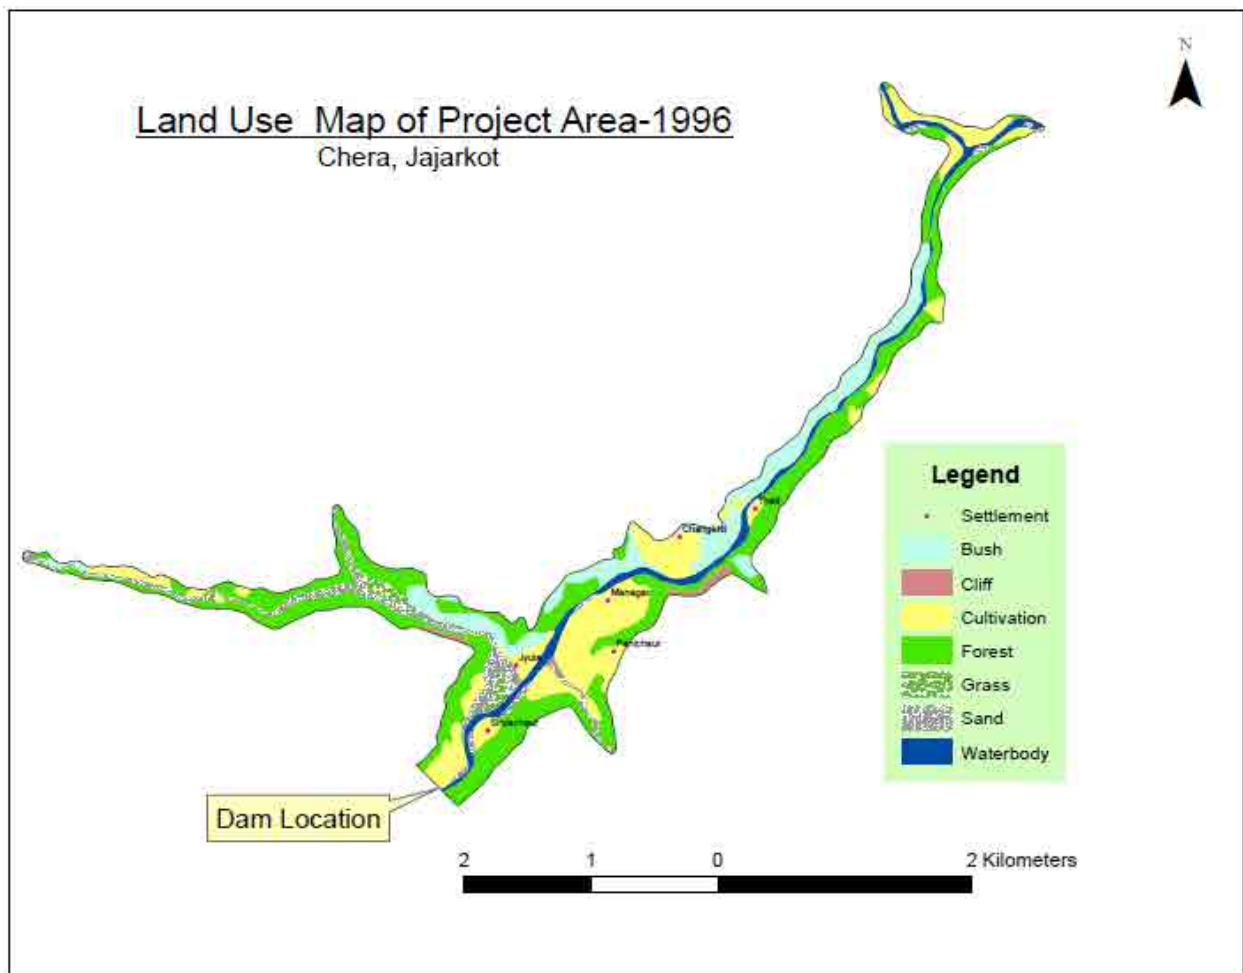 N
Land Use Map of Project Area-1996
Chera, Jajarkot
Legend
Settlement
Bush
Cliff
Cultivation
Forest
Grass
Sand
Waterbody
Dam Location
2 1 0 2 Kilometers